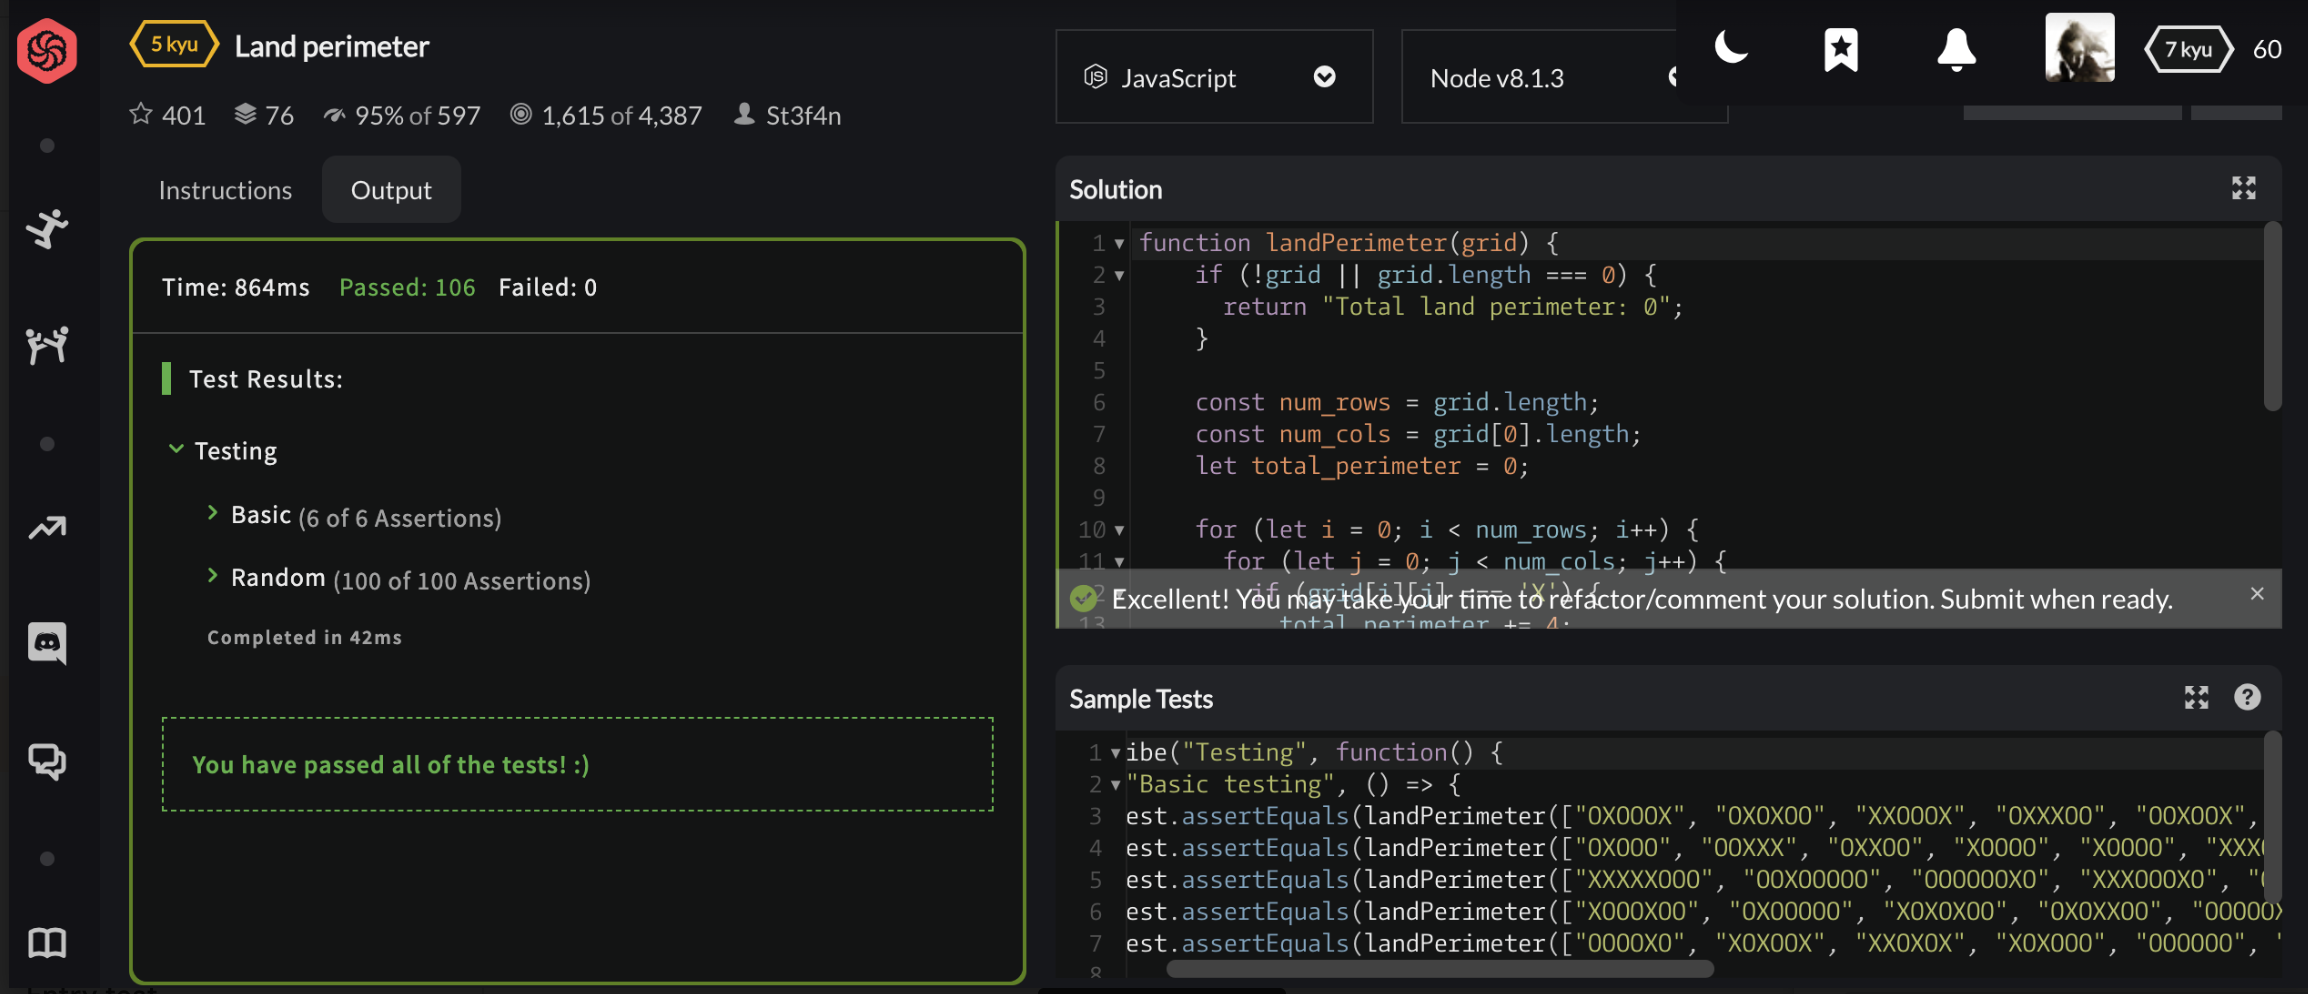 5 kyu Land perimeter
401 76 95% of 597 1,615 of 4,387 St3f4n
JavaScript
Node v8.1.3
7 kyu 60
Instructions Output
Time: 864ms Passed: 106 Failed: 0
Test Results:
Testing
Basic (6 of 6 Assertions)
Random (100 of 100 Assertions)
Completed in 42ms
You have passed all of the tests! :)
Solution
1 function landPerimeter(grid) {
2 if (!grid || grid.length === 0) {
3 return "Total land perimeter: 0";
4 }
5
6 const num_rows = grid.length;
7 const num_cols = grid[0].length;
8 let total_perimeter = 0;
9
10 for (let i = 0; i < num_rows; i++) {
11 for (let j = 0; j < num_cols; j++) {
12 if (grid[i][j] === 'X') {
Excellent! You may take your time to refactor/comment your solution. Submit when ready.
13 total_perimeter += 4;
Sample Tests
1 ibe("Testing", function() {
2 "Basic testing", () => {
3 est.assertEquals(landPerimeter(["OXOOOX", "OXOXOO", "XXOOOX", "OXXXOO", "OOXOOX",
4 est.assertEquals(landPerimeter(["OXOOO", "OOXXX", "OXXOO", "XOOOO", "XOOOO", "XXX
5 est.assertEquals(landPerimeter(["XXXXXOOO", "OOXOOOOO", "OOOOOOXO", "XXXOOOXO", "
6 est.assertEquals(landPerimeter(["XOOOXOO", "OXOOOOO", "XOXOXOO", "OXOXXOO", "OOOOOX
7 est.assertEquals(landPerimeter(["OOOOXO", "XOXOOX", "XXOXOX", "XOXOOO", "OOOOOO", "
8